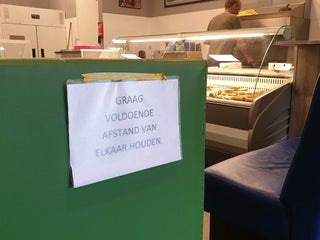 GRAAG
VOLDOENDE
AFSTAND VAN
ELKAAR HOUDEN.